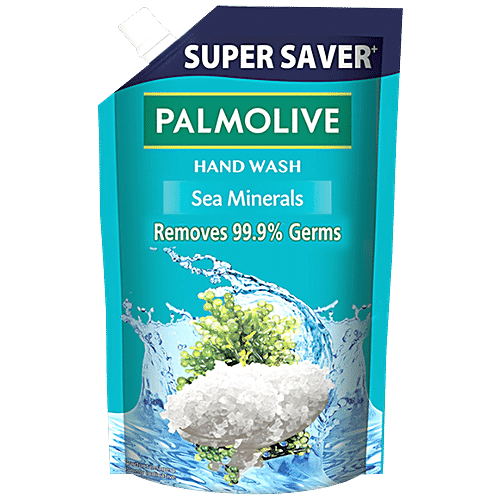 SUPER SAVER+
PALMOLIVE
HAND WASH
Sea Minerals
Removes 99.9% Germs